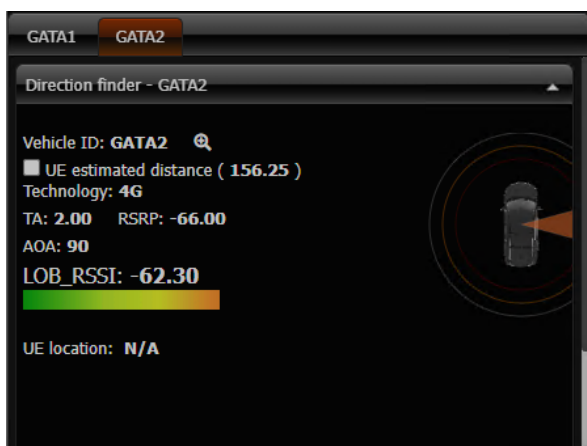 GATA1 GATA2
Direction finder - GATA2
Vehicle ID: GATA2
UE estimated distance ( 156.25 )
Technology: 4G
TA: 2.00 RSRP: -66.00
AOA: 90
LOB_RSSI: -62.30
UE location: N/A